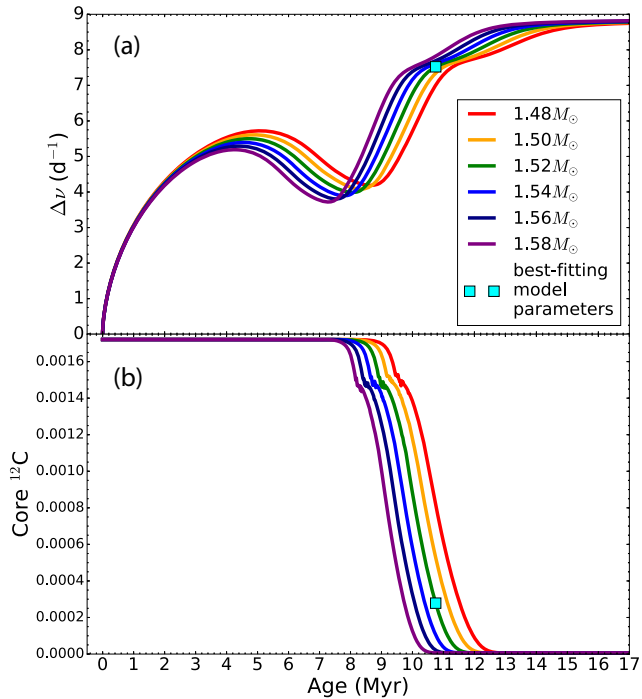 (a)
9
8
7
6
5
4
3
2
1
0
Δν (d⁻¹)
1.48M⊙
1.50M⊙
1.52M⊙
1.54M⊙
1.56M⊙
1.58M⊙
best-fitting
model
parameters
(b)
0.0016
0.0014
0.0012
0.0010
0.0008
0.0006
0.0004
0.0002
0.0000
Core ¹²C
0 1 2 3 4 5 6 7 8 9 10 11 12 13 14 15 16 17
Age (Myr)